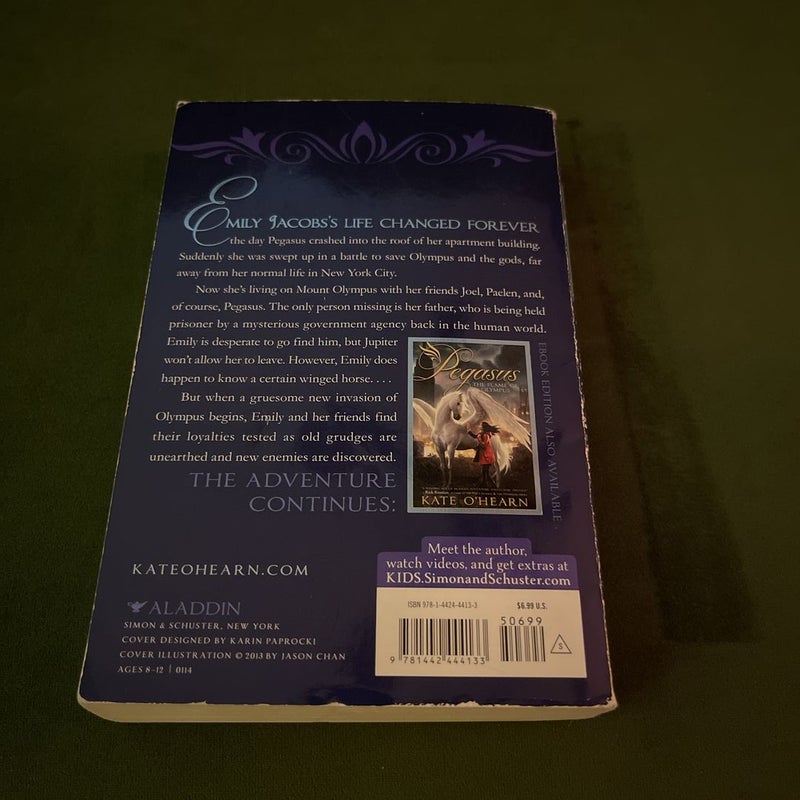 EMILY JACOBS'S LIFE CHANGED FOREVER
the day Pegasus crashed into the roof of her apartment building.
Suddenly she was swept up in a battle to save Olympus and the gods, far
away from her normal life in New York City.
Now she's living on Mount Olympus with her friends Joel, Paelen, and,
of course, Pegasus. The only person missing is her father, who is being held
prisoner by a mysterious government agency back in the human world.
Emily is desperate to go find him, but Jupiter
won't allow her to leave. However, Emily does
happen to know a certain winged horse. . . .
But when a gruesome new invasion of
Olympus begins, Emily and her friends find
their loyalties tested as old grudges are
unearthed and new enemies are discovered.
THE ADVENTURE
CONTINUES:
Pegasus
THE FLAME OF
OLYMPUS
KATE O'HEARN
EBOOK EDITION ALSO AVAILABLE
KATEOHEARN.COM
Meet the author,
watch videos, and get extras at
KIDS.SimonandSchuster.com
ALADDIN
SIMON & SCHUSTER, NEW YORK
COVER DESIGNED BY KARIN PAPROCKI
COVER ILLUSTRATION © 2013 BY JASON CHAN
AGES 8–12 | 0114
ISBN 978-1-4424-4413-3 $6.99 U.S.
50699
9 781442 444133
S